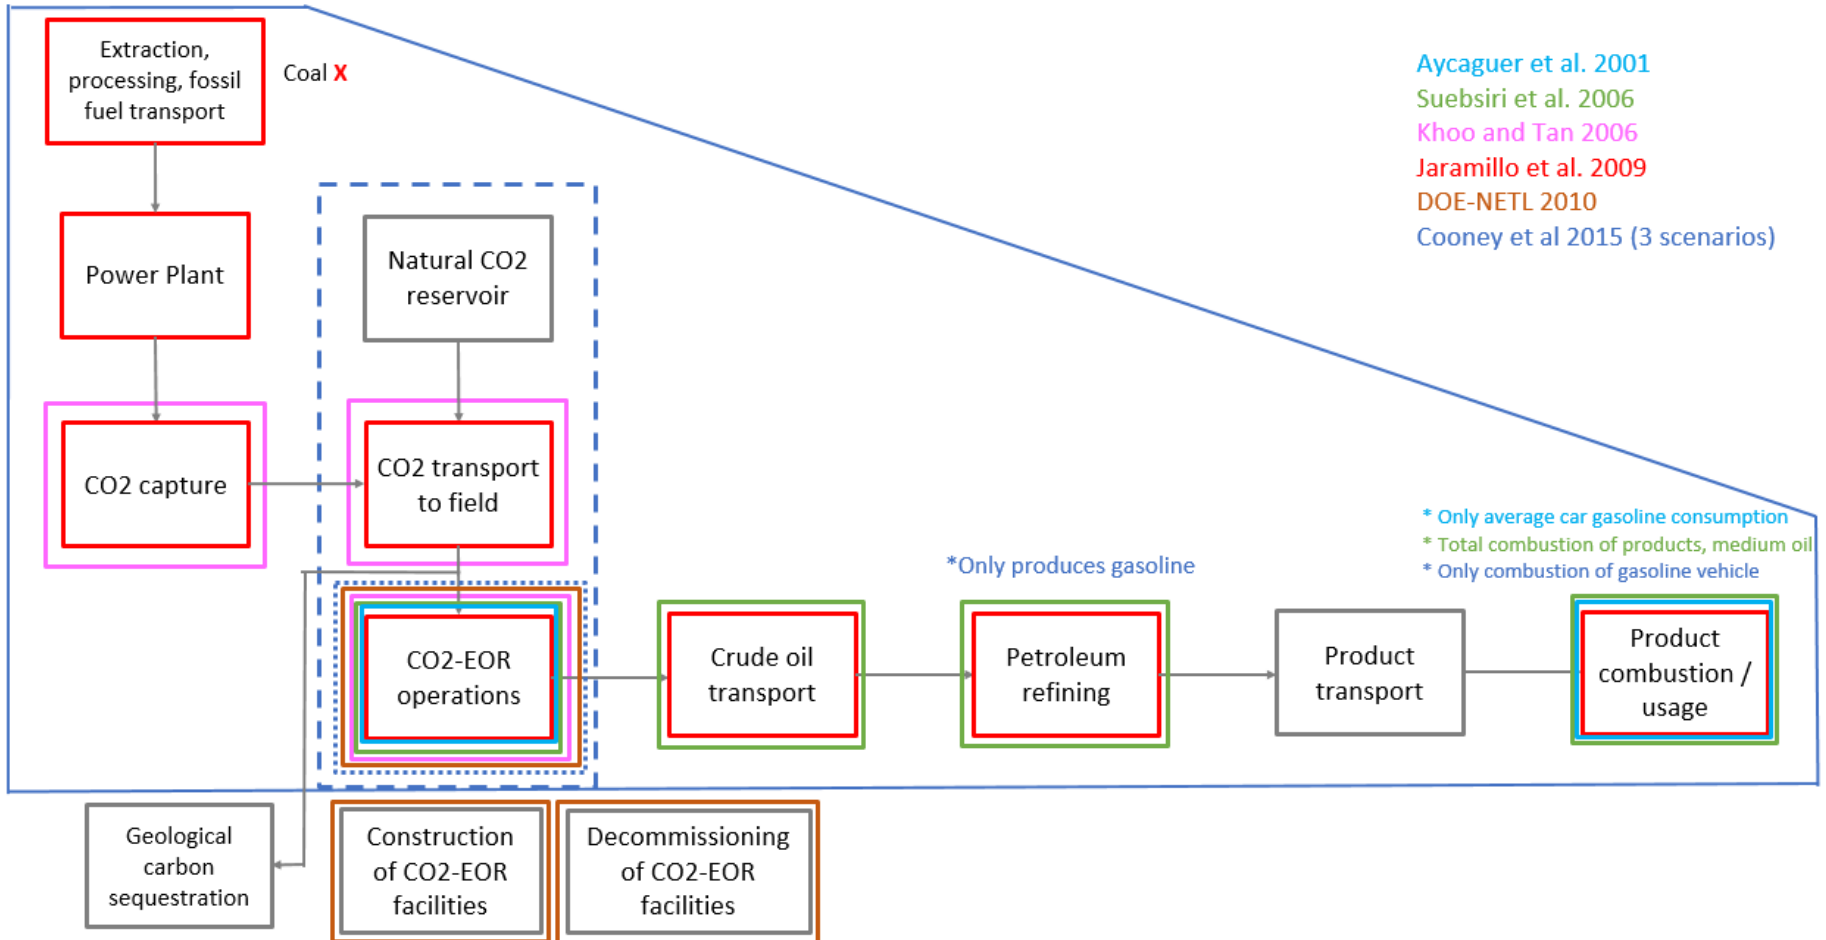 Extraction,
processing, fossil
fuel transport
Coal X
Aycaguer et al. 2001
Suebsiri et al. 2006
Khoo and Tan 2006
Jaramillo et al. 2009
DOE-NETL 2010
Cooney et al 2015 (3 scenarios)
Power Plant
Natural CO2
reservoir
CO2 capture
CO2 transport
to field
* Only average car gasoline consumption
* Total combustion of products, medium oil
* Only combustion of gasoline vehicle
*Only produces gasoline
CO2-EOR
operations
Crude oil
transport
Petroleum
refining
Product
transport
Product
combustion /
usage
Geological
carbon
sequestration
Construction
of CO2-EOR
facilities
Decommissioning
of CO2-EOR
facilities